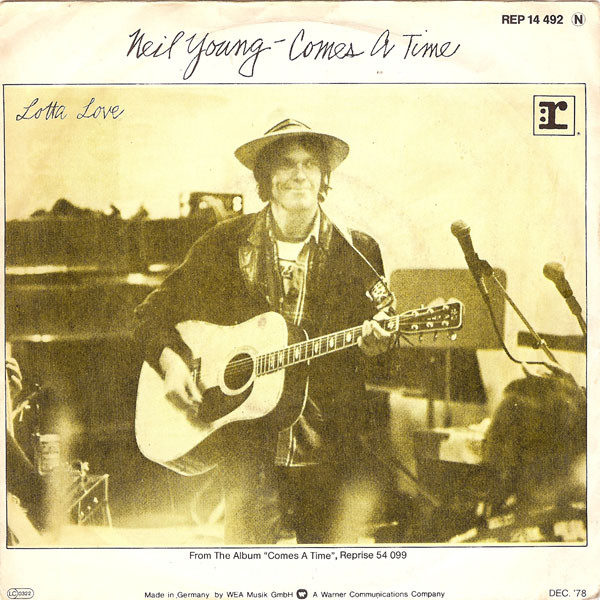 REP 14 492 N
Neil Young - Comes A Time
Lotta Love
r
From The Album "Comes A Time", Reprise 54 099
LC 0322
Made in Germany by WEA Musik GmbH W A Warner Communications Company
DEC. '78